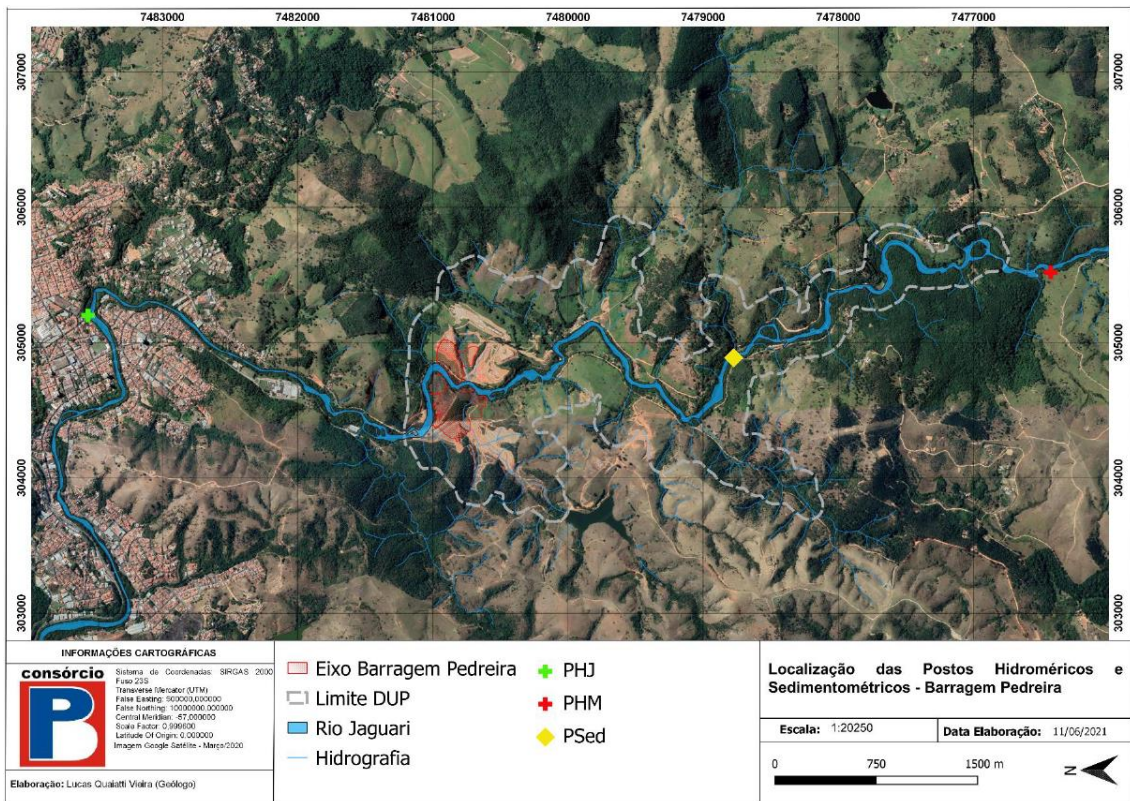 7483000 7482000 7481000 7480000 7479000 7478000 7477000
307000 307000
306000 306000
305000 305000
304000 304000
303000 303000
INFORMAÇÕES CARTOGRÁFICAS
consórcio
PB
Sistema de Coordenadas: SIRGAS 2000
Fuso 23S
Transverse Mercator (UTM)
False Easting: 500000,000000
False Northing: 10000000,000000
Central Meridian: -57,000000
Scale Factor: 0,999600
Latitude Of Origin: 0,000000
Imagem Google Satélite - Março/2020
Elaboração: Lucas Quaiatti Vieira (Geólogo)
Eixo Barragem Pedreira
Limite DUP
Rio Jaguari
Hidrografia
PHJ
PHM
PSed
Localização das Postos Hidroméricos e
Sedimentométricos - Barragem Pedreira
Escala: 1:20250
Data Elaboração: 11/06/2021
0 750 1500 m
N